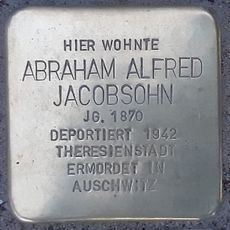 HIER WOHNTE
ABRAHAM ALFRED
JACOBSOHN
JG. 1870
DEPORTIERT 1942
THERESIENSTADT
ERMORDET IN
AUSCHWITZ